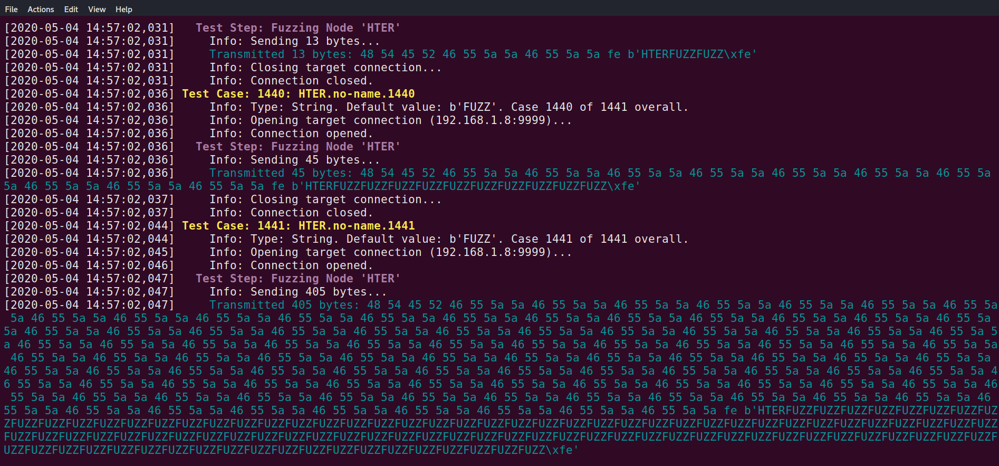 File Actions Edit View Help
[2020-05-04 14:57:02,031]   Test Step: Fuzzing Node 'HTER'
[2020-05-04 14:57:02,031]     Info: Sending 13 bytes...
[2020-05-04 14:57:02,031]     Transmitted 13 bytes: 48 54 45 52 46 55 5a 5a 46 55 5a 5a fe b'HTERFUZZFUZZ\xfe'
[2020-05-04 14:57:02,031]     Info: Closing target connection...
[2020-05-04 14:57:02,031]     Info: Connection closed.
[2020-05-04 14:57:02,036] Test Case: 1440: HTER.no-name.1440
[2020-05-04 14:57:02,036]     Info: Type: String. Default value: b'FUZZ'. Case 1440 of 1441 overall.
[2020-05-04 14:57:02,036]     Info: Opening target connection (192.168.1.8:9999)...
[2020-05-04 14:57:02,036]     Info: Connection opened.
[2020-05-04 14:57:02,036]   Test Step: Fuzzing Node 'HTER'
[2020-05-04 14:57:02,036]     Info: Sending 45 bytes...
[2020-05-04 14:57:02,036]     Transmitted 45 bytes: 48 54 45 52 46 55 5a 5a 46 55 5a 5a 46 55 5a 5a 46 55 5a 5a 46 55 5a 5a 46 55 5a 5a 46 55 5a
5a 46 55 5a 5a 46 55 5a 5a 46 55 5a 5a fe b'HTERFUZZFUZZFUZZFUZZFUZZFUZZFUZZFUZZFUZZFUZZ\xfe'
[2020-05-04 14:57:02,037]     Info: Closing target connection...
[2020-05-04 14:57:02,037]     Info: Connection closed.
[2020-05-04 14:57:02,044] Test Case: 1441: HTER.no-name.1441
[2020-05-04 14:57:02,044]     Info: Type: String. Default value: b'FUZZ'. Case 1441 of 1441 overall.
[2020-05-04 14:57:02,045]     Info: Opening target connection (192.168.1.8:9999)...
[2020-05-04 14:57:02,046]     Info: Connection opened.
[2020-05-04 14:57:02,047]   Test Step: Fuzzing Node 'HTER'
[2020-05-04 14:57:02,047]     Info: Sending 405 bytes...
[2020-05-04 14:57:02,047]     Transmitted 405 bytes: 48 54 45 52 46 55 5a 5a 46 55 5a 5a 46 55 5a 5a 46 55 5a 5a 46 55 5a 5a 46 55 5a 5a 46 55 5a
 5a 46 55 5a 5a 46 55 5a 5a 46 55 5a 5a 46 55 5a 5a 46 55 5a 5a 46 55 5a 5a 46 55 5a 5a 46 55 5a 5a 46 55 5a 5a 46 55 5a 5a 46 55 5a 5a 46 55 5a
5a 46 55 5a 5a 46 55 5a 5a 46 55 5a 5a 46 55 5a 5a 46 55 5a 5a 46 55 5a 5a 46 55 5a 5a 46 55 5a 5a 46 55 5a 5a 46 55 5a 5a 46 55 5a 5a 46 55 5a 5
a 46 55 5a 5a 46 55 5a 5a 46 55 5a 5a 46 55 5a 5a 46 55 5a 5a 46 55 5a 5a 46 55 5a 5a 46 55 5a 5a 46 55 5a 5a 46 55 5a 5a 46 55 5a 5a 46 55 5a 5a
 46 55 5a 5a 46 55 5a 5a 46 55 5a 5a 46 55 5a 5a 46 55 5a 5a 46 55 5a 5a 46 55 5a 5a 46 55 5a 5a 46 55 5a 5a 46 55 5a 5a 46 55 5a 5a 46 55 5a 5a
46 55 5a 5a 46 55 5a 5a 46 55 5a 5a 46 55 5a 5a 46 55 5a 5a 46 55 5a 5a 46 55 5a 5a 46 55 5a 5a 46 55 5a 5a 46 55 5a 5a 46 55 5a 5a 46 55 5a 5a 4
6 55 5a 5a 46 55 5a 5a 46 55 5a 5a 46 55 5a 5a 46 55 5a 5a 46 55 5a 5a 46 55 5a 5a 46 55 5a 5a 46 55 5a 5a 46 55 5a 5a 46 55 5a 5a 46 55 5a 5a 46
 55 5a 5a 46 55 5a 5a 46 55 5a 5a 46 55 5a 5a 46 55 5a 5a 46 55 5a 5a 46 55 5a 5a 46 55 5a 5a 46 55 5a 5a 46 55 5a 5a 46 55 5a 5a 46 55 5a 5a 46
55 5a 5a 46 55 5a 5a 46 55 5a 5a 46 55 5a 5a 46 55 5a 5a 46 55 5a 5a 46 55 5a 5a 46 55 5a 5a 46 55 5a 5a fe b'HTERFUZZFUZZFUZZFUZZFUZZFUZZFUZZFUZ
ZFUZZFUZZFUZZFUZZFUZZFUZZFUZZFUZZFUZZFUZZFUZZFUZZFUZZFUZZFUZZFUZZFUZZFUZZFUZZFUZZFUZZFUZZFUZZFUZZFUZZFUZZFUZZFUZZFUZZFUZZFUZZFUZZFUZZFUZZFUZZFUZZ
FUZZFUZZFUZZFUZZFUZZFUZZFUZZFUZZFUZZFUZZFUZZFUZZFUZZFUZZFUZZFUZZFUZZFUZZFUZZFUZZFUZZFUZZFUZZFUZZFUZZFUZZFUZZFUZZFUZZFUZZFUZZFUZZFUZZFUZZFUZZFUZZF
UZZFUZZFUZZFUZZFUZZFUZZFUZZFUZZFUZZFUZZFUZZFUZZFUZZFUZZFUZZFUZZFUZZFUZZFUZZFUZZ\xfe'